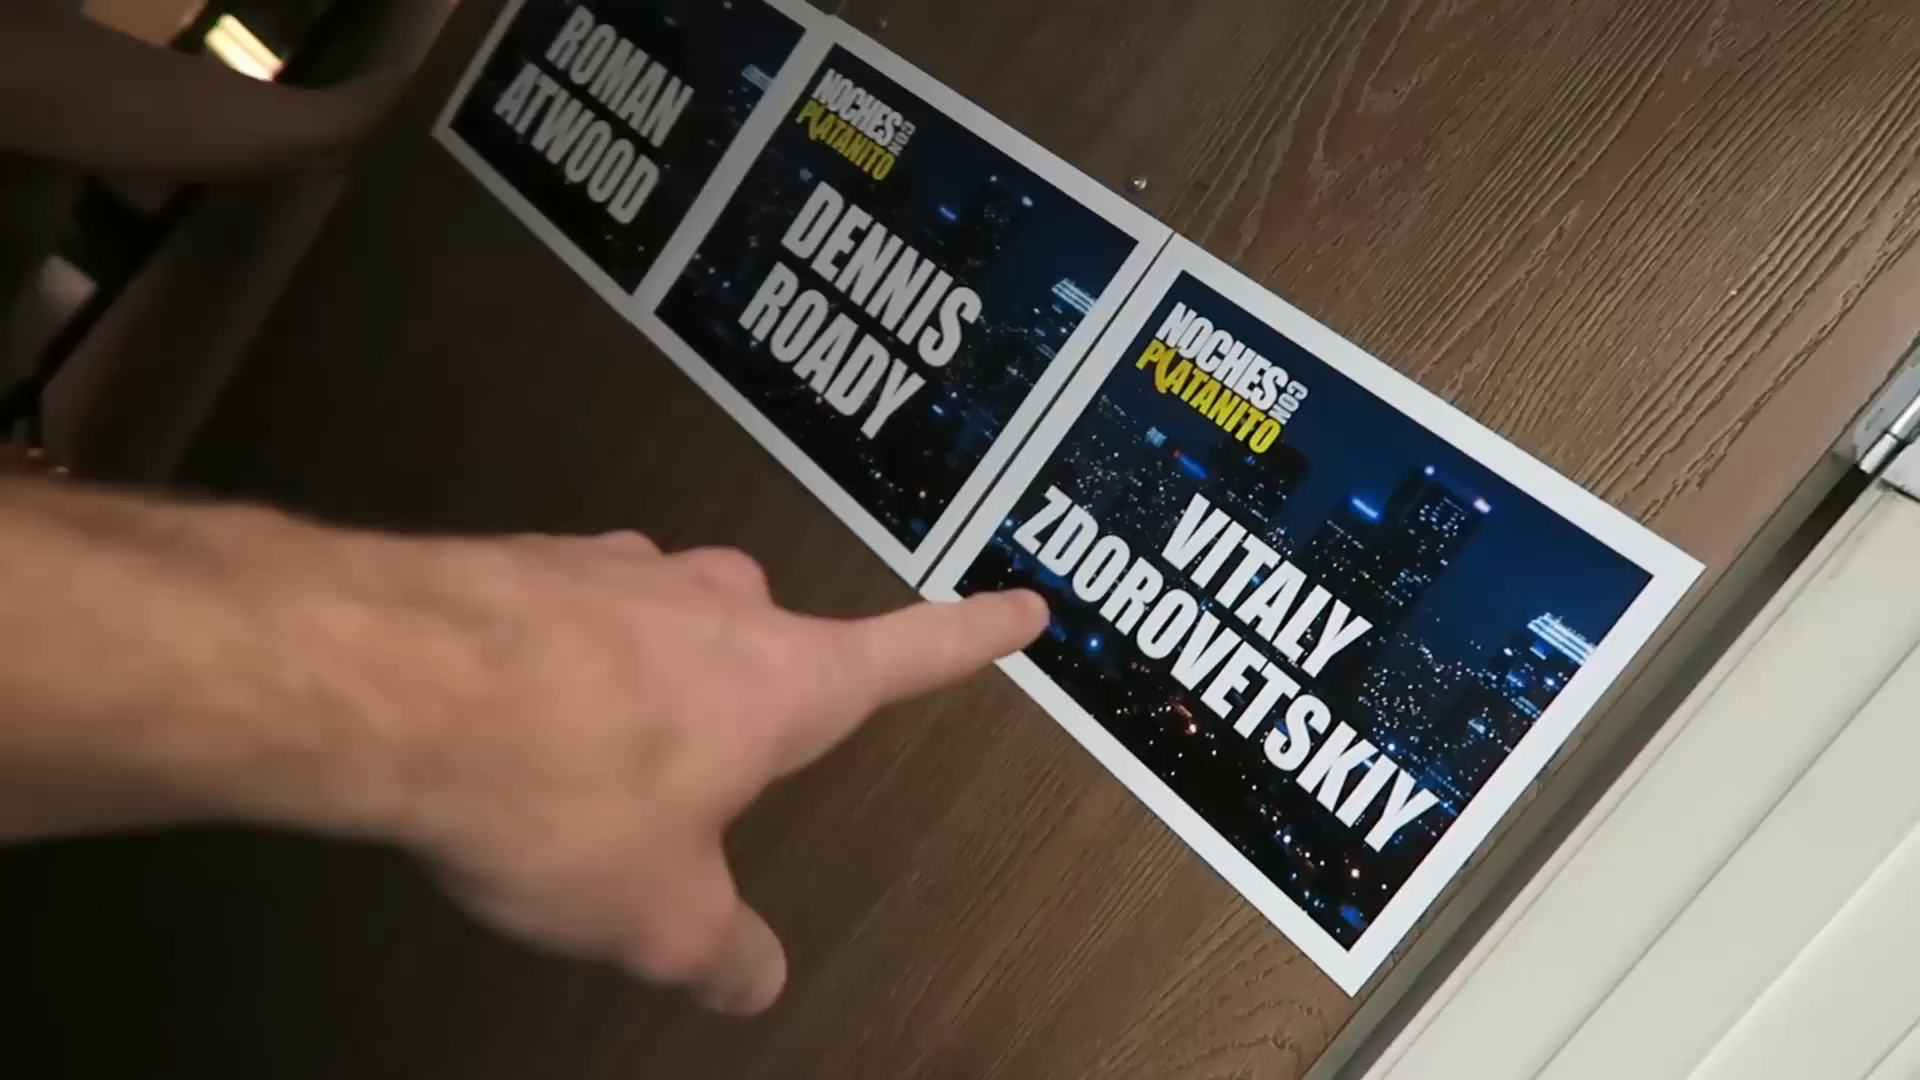 ROMAN
ATWOOD
NOCHES CON
PLATANITO
DENNIS
ROADY
NOCHES CON
PLATANITO
VITALY
ZDOROVETSKIY